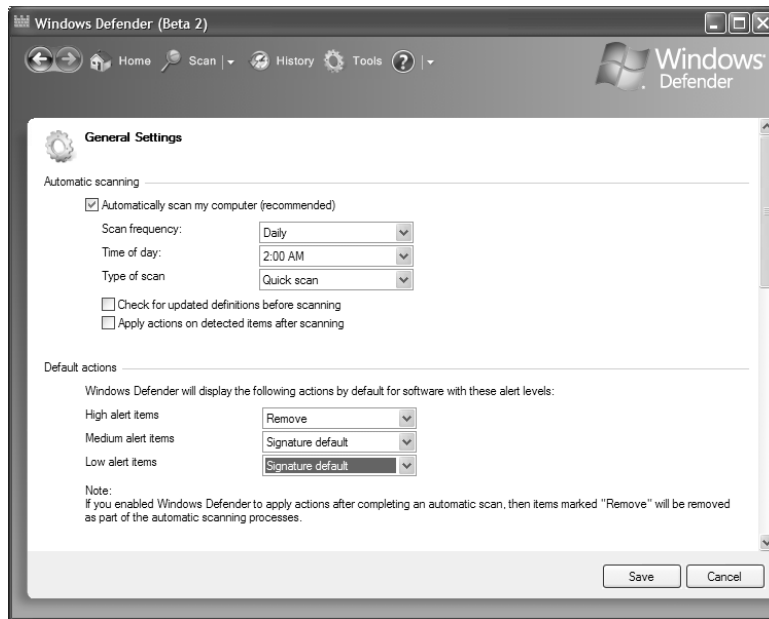 Windows Defender (Beta 2)
Home Scan History Tools ?
Windows
Defender
General Settings
Automatic scanning
Automatically scan my computer (recommended)
Scan frequency: Daily
Time of day: 2:00 AM
Type of scan Quick scan
Check for updated definitions before scanning
Apply actions on detected items after scanning
Default actions
Windows Defender will display the following actions by default for software with these alert levels:
High alert items Remove
Medium alert items Signature default
Low alert items Signature default
Note:
If you enabled Windows Defender to apply actions after completing an automatic scan, then items marked "Remove" will be removed
as part of the automatic scanning processes.
Save Cancel